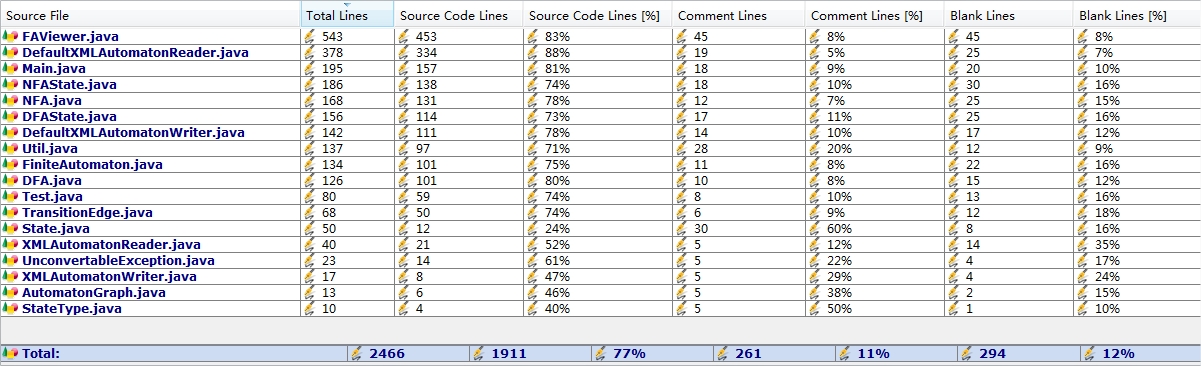 Source File Total Lines Source Code Lines Source Code Lines [%] Comment Lines Comment Lines [%] Blank Lines Blank Lines [%]
FAViewer.java 543 453 83% 45 8% 45 8%
DefaultXMLAutomatonReader.java 378 334 88% 19 5% 25 7%
Main.java 195 157 81% 18 9% 20 10%
NFAState.java 186 138 74% 18 10% 30 16%
NFA.java 168 131 78% 12 7% 25 15%
DFAState.java 156 114 73% 17 11% 25 16%
DefaultXMLAutomatonWriter.java 142 111 78% 14 10% 17 12%
Util.java 137 97 71% 28 20% 12 9%
FiniteAutomaton.java 134 101 75% 11 8% 22 16%
DFA.java 126 101 80% 10 8% 15 12%
Test.java 80 59 74% 8 10% 13 16%
TransitionEdge.java 68 50 74% 6 9% 12 18%
State.java 50 12 24% 30 60% 8 16%
XMLAutomatonReader.java 40 21 52% 5 12% 14 35%
UnconvertableException.java 23 14 61% 5 22% 4 17%
XMLAutomatonWriter.java 17 8 47% 5 29% 4 24%
AutomatonGraph.java 13 6 46% 5 38% 2 15%
StateType.java 10 4 40% 5 50% 1 10%
Total: 2466 1911 77% 261 11% 294 12%